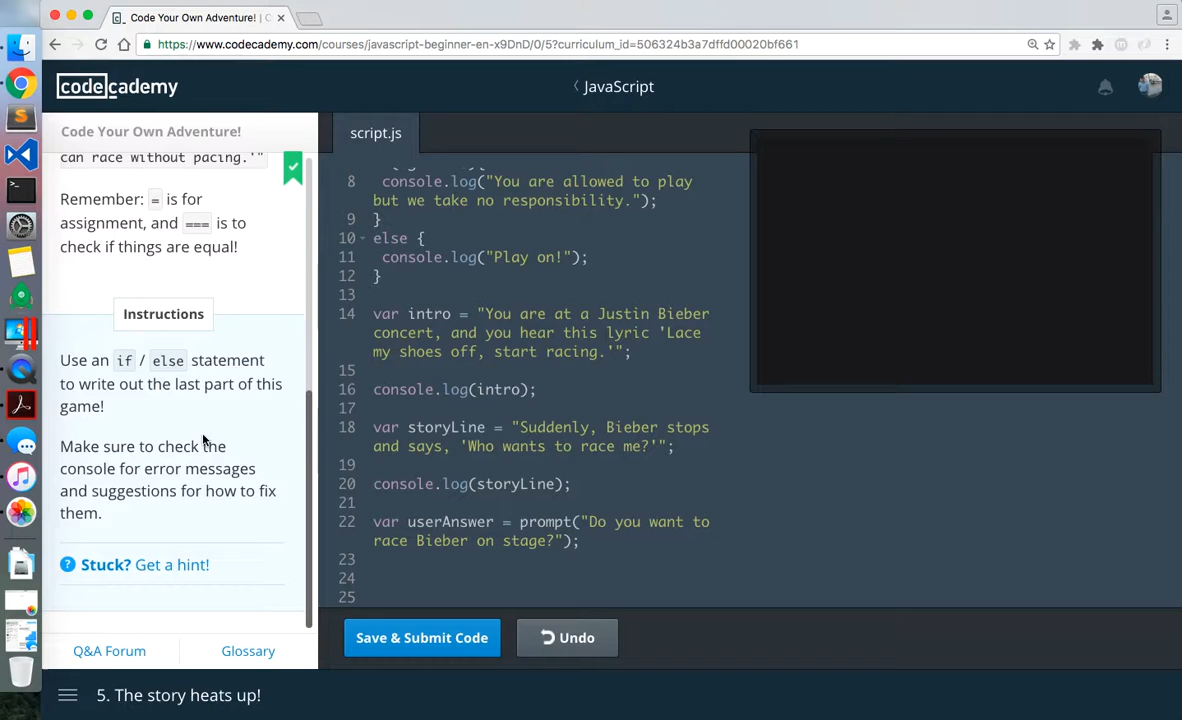 Code Your Own Adventure! | C
https://www.codecademy.com/courses/javascript-beginner-en-x9DnD/0/5?curriculum_id=506324b3a7dffd00020bf661
codecademy
JavaScript
Code Your Own Adventure!
can race without pacing.'"
Remember: = is for
assignment, and === is to
check if things are equal!
Instructions
Use an if / else statement
to write out the last part of this
game!
Make sure to check the
console for error messages
and suggestions for how to fix
them.
? Stuck? Get a hint!
Q&A Forum
Glossary
script.js
8 console.log("You are allowed to play
but we take no responsibility.");
9 }
10 else {
11 console.log("Play on!");
12 }
13
14 var intro = "You are at a Justin Bieber
concert, and you hear this lyric 'Lace
my shoes off, start racing.'";
15
16 console.log(intro);
17
18 var storyLine = "Suddenly, Bieber stops
and says, 'Who wants to race me?'";
19
20 console.log(storyLine);
21
22 var userAnswer = prompt("Do you want to
race Bieber on stage?");
23
24
25
Save & Submit Code
Undo
5. The story heats up!